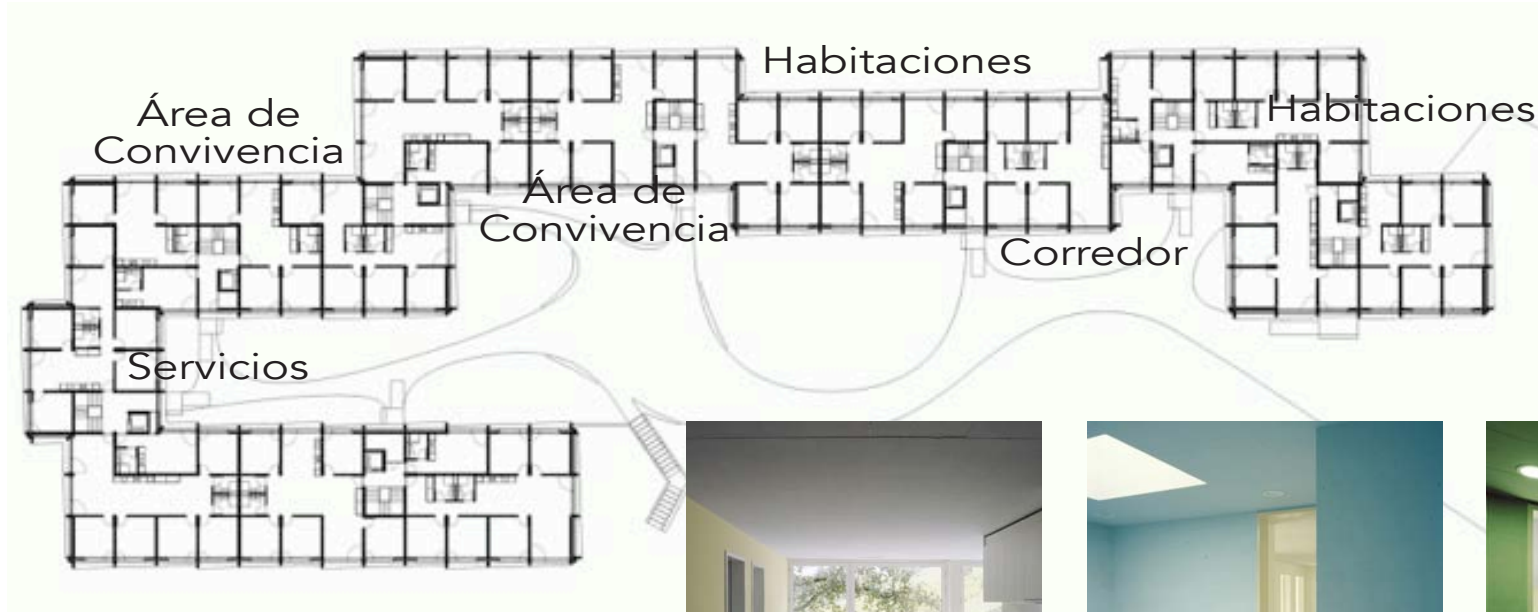 Habitaciones
Área de
Convivencia
Habitaciones
Área de
Convivencia
Corredor
Servicios